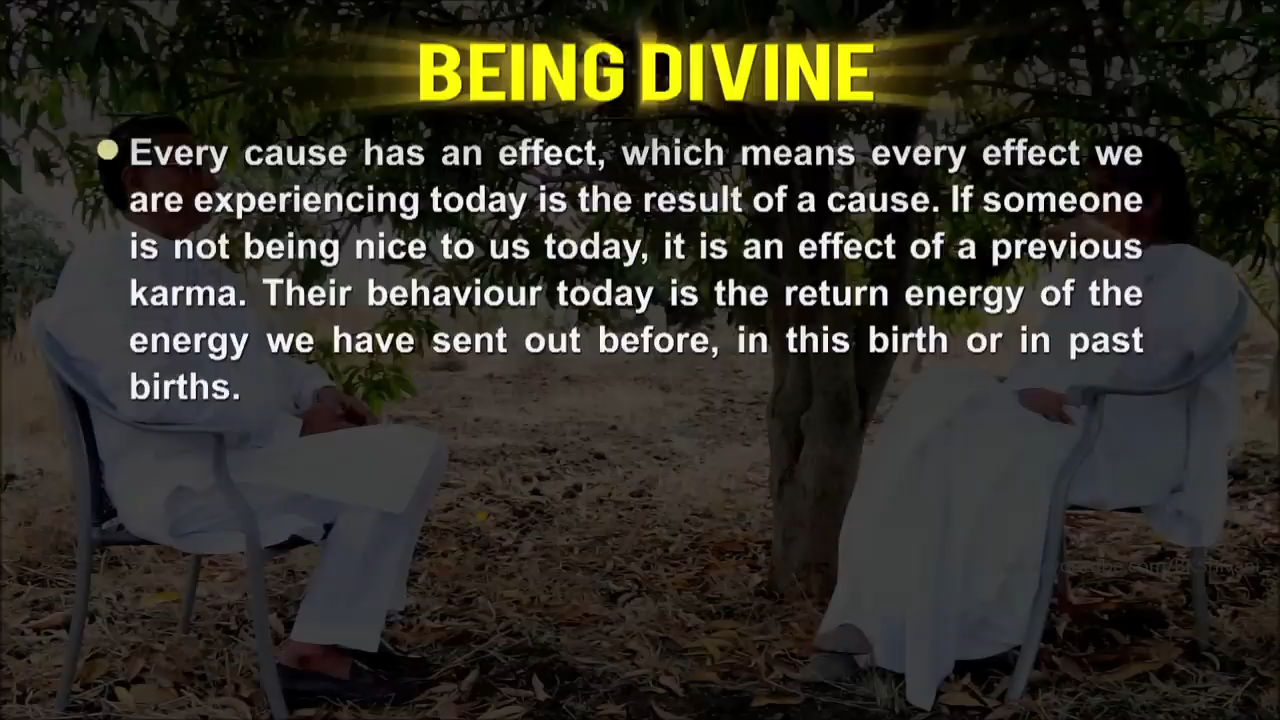 BEING DIVINE
Every cause has an effect, which means every effect we
are experiencing today is the result of a cause. If someone
is not being nice to us today, it is an effect of a previous
karma. Their behaviour today is the return energy of the
energy we have sent out before, in this birth or in past
births.